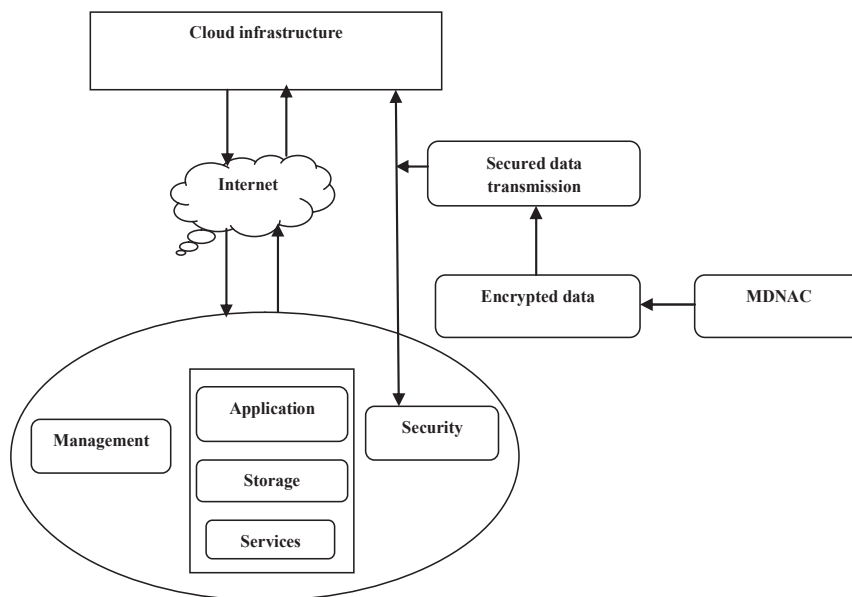 Cloud infrastructure
Internet
Secured data
transmission
Encrypted data
MDNAC
Application
Management
Security
Storage
Services